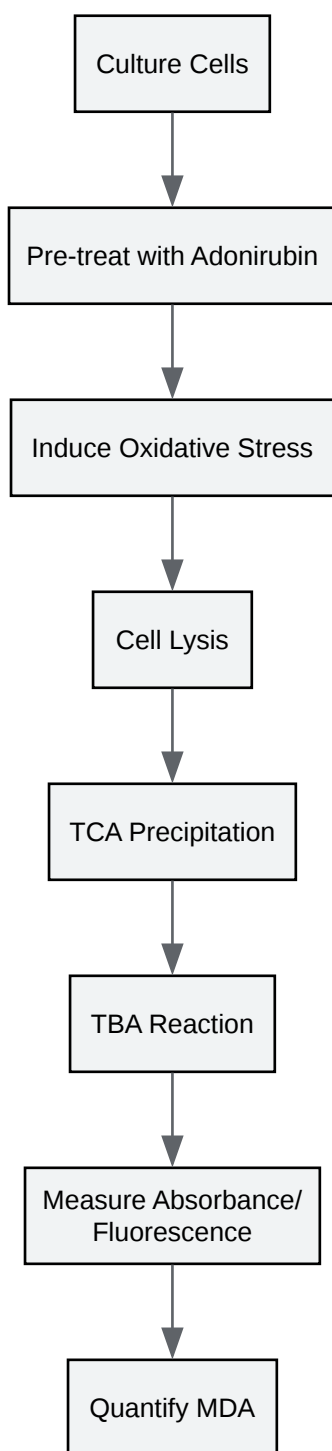 Culture Cells
Pre-treat with Adonirubin
Induce Oxidative Stress
Cell Lysis
TCA Precipitation
TBA Reaction
Measure Absorbance/
Fluorescence
Quantify MDA